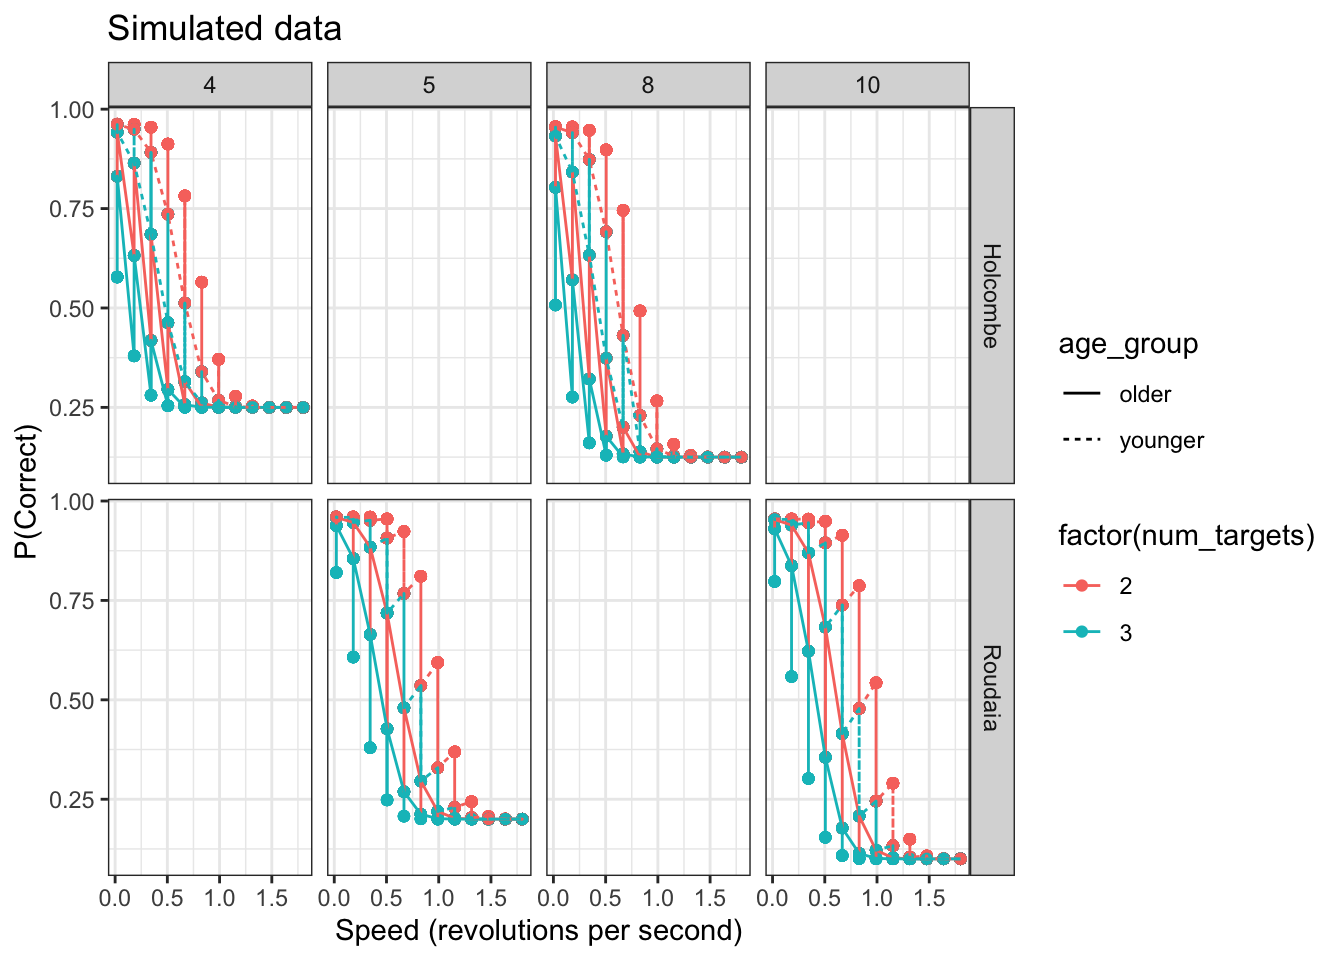 Simulated data
4 5 8 10
1.00
0.75
0.50
0.25
Holcombe
1.00
0.75
0.50
0.25
Roudaia
P(Correct)
0.0 0.5 1.0 1.5 0.0 0.5 1.0 1.5 0.0 0.5 1.0 1.5 0.0 0.5 1.0 1.5
Speed (revolutions per second)
age_group
older
younger
factor(num_targets)
2
3